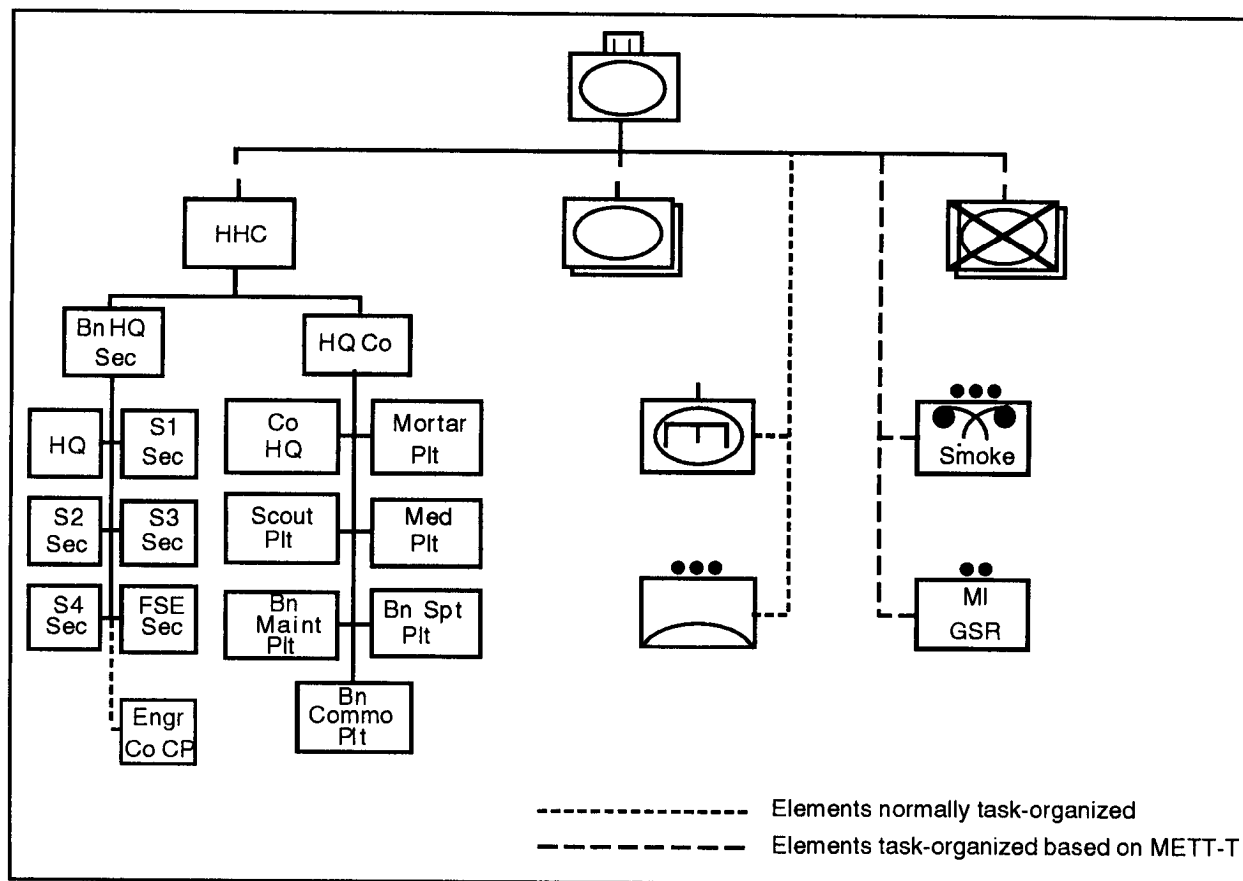 HHC
Bn HQ
Sec
HQ Co
HQ
S1
Sec
S2
Sec
S3
Sec
S4
Sec
FSE
Sec
Engr
Co CP
Co
HQ
Mortar
Plt
Scout
Plt
Med
Plt
Bn
Maint
Plt
Bn Spt
Plt
Bn
Commo
Plt
Smoke
MI
GSR
Elements normally task-organized
Elements task-organized based on METT-T